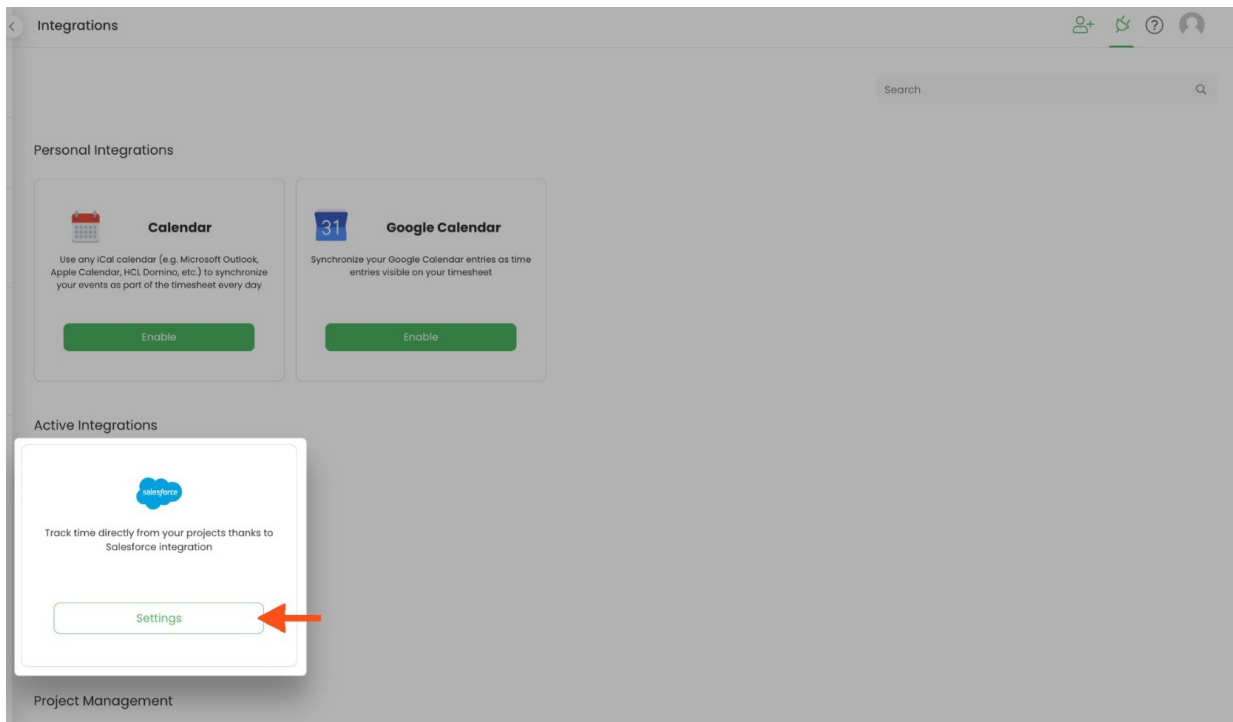 Integrations
Search
Personal Integrations
Calendar
Use any iCal calendar (e.g. Microsoft Outlook,
Apple Calendar, HCL Domino, etc.) to synchronize
your events as part of the timesheet every day
Enable
31
Google Calendar
Synchronize your Google Calendar entries as time
entries visible on your timesheet
Enable
Active Integrations
salesforce
Track time directly from your projects thanks to
Salesforce integration
Settings
Project Management